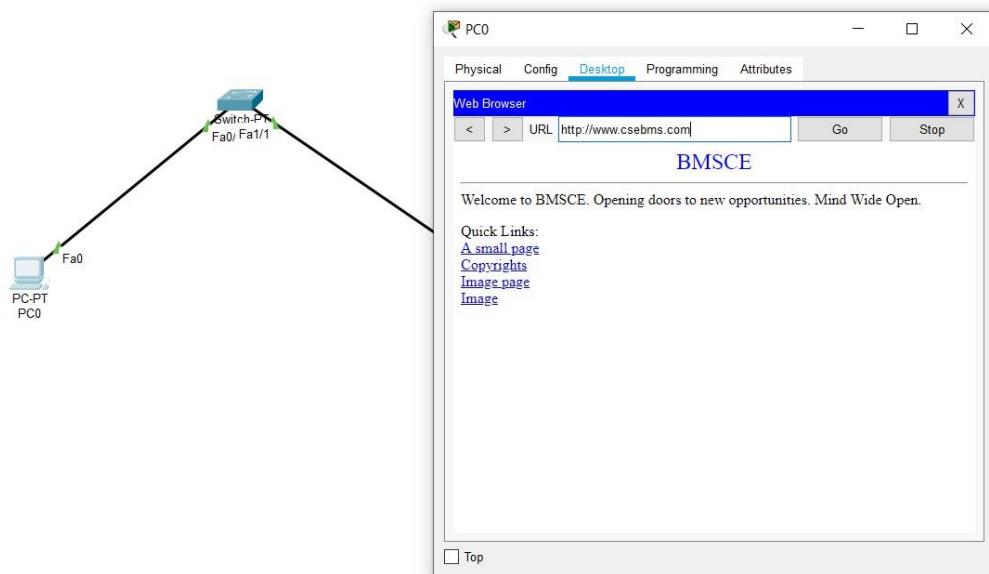 PC0
Physical Config Desktop Programming Attributes
Web Browser X
< > URL http://www.csebms.com Go Stop
BMSCE
Welcome to BMSCE. Opening doors to new opportunities. Mind Wide Open.
Quick Links:
A small page
Copyrights
Image page
Image
Top
Switch-PT
Fa0/ Fa1/1
Fa0
PC-PT
PC0